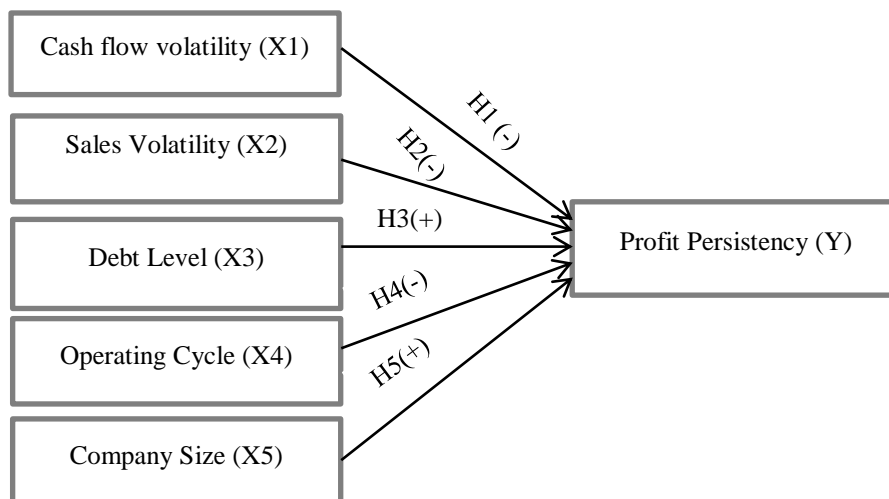 Cash flow volatility (X1)
H1 (-)
Sales Volatility (X2)
H2(-)
H3(+)
Debt Level (X3)
Profit Persistency (Y)
H4(-)
Operating Cycle (X4)
H5(+)
Company Size (X5)